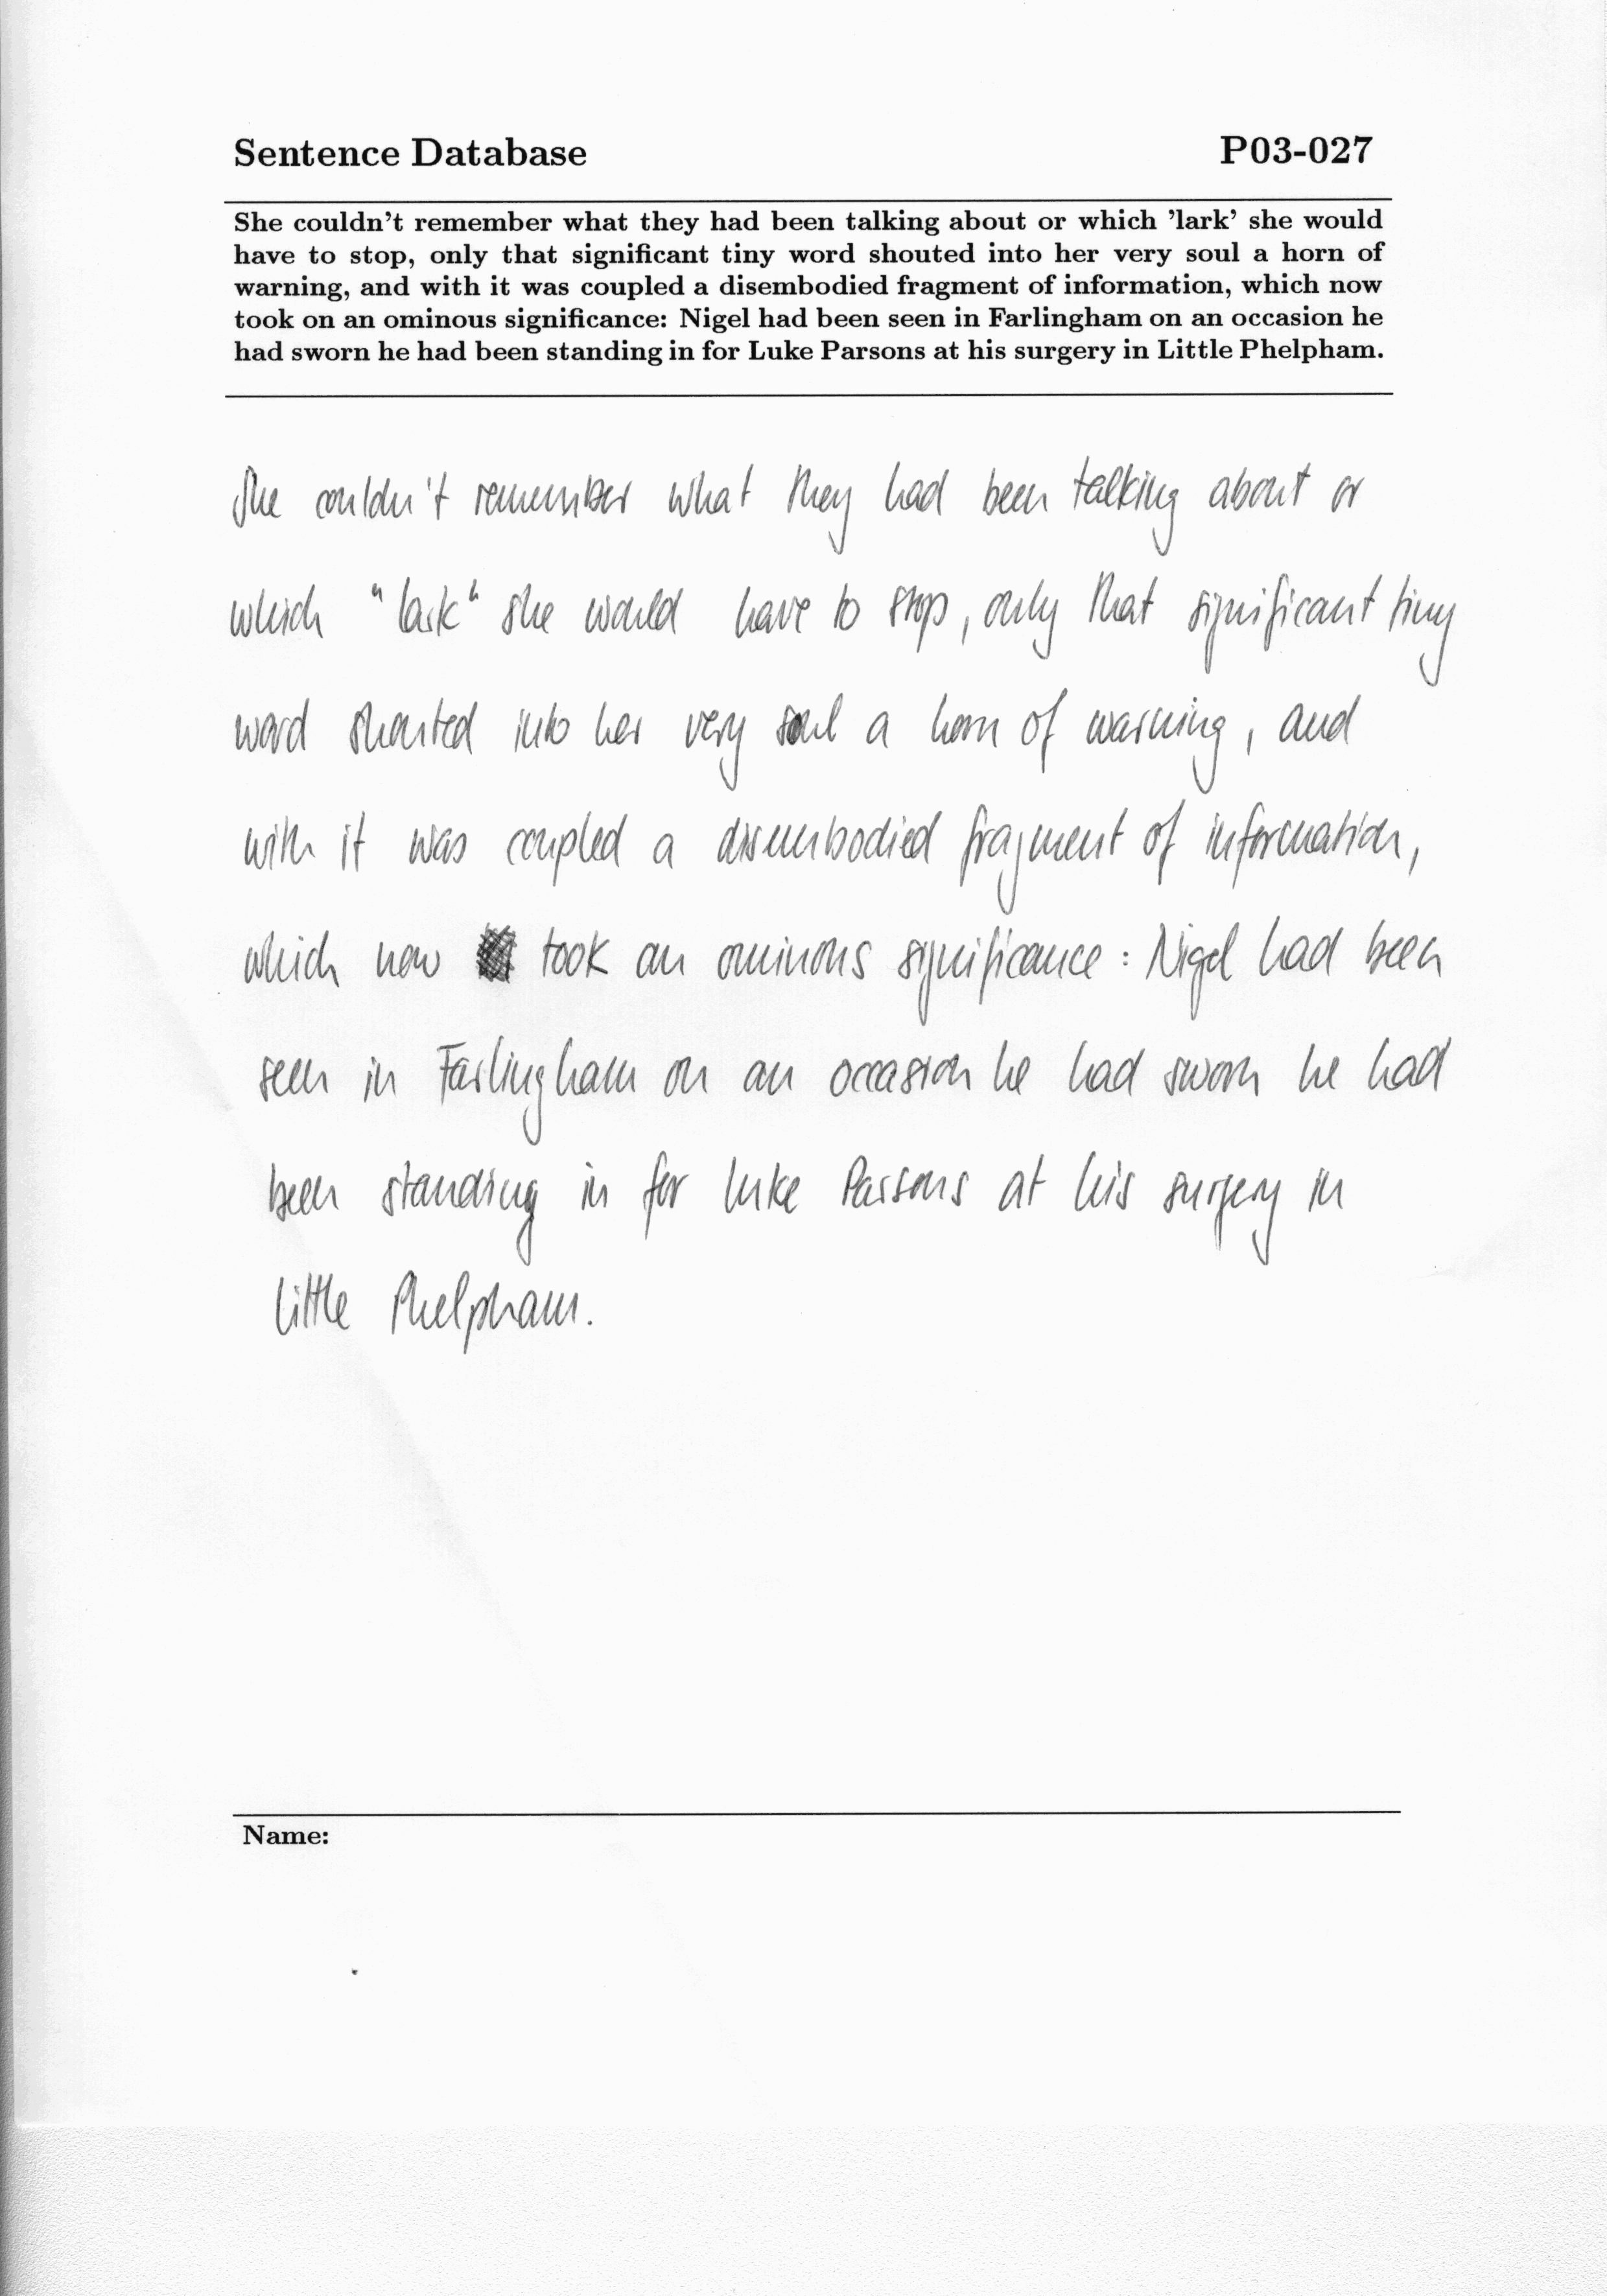 Sentence Database P03-027
She couldn't remember what they had been talking about or which 'lark' she would
have to stop, only that significant tiny word shouted into her very soul a horn of
warning, and with it was coupled a disembodied fragment of information, which now
took on an ominous significance: Nigel had been seen in Farlingham on an occasion he
had sworn he had been standing in for Luke Parsons at his surgery in Little Phelpham.
She couldn't remember what they had been talking about or
which "lark" she would have to stop, only that significant tiny
word shouted into her very soul a horn of warning, and
with it was coupled a disembodied fragment of information,
which now took an ominous significance: Nigel had been
seen in Farlingham on an occasion he had sworn he had
been standing in for Luke Parsons at his surgery in
Little Phelpham.
Name: